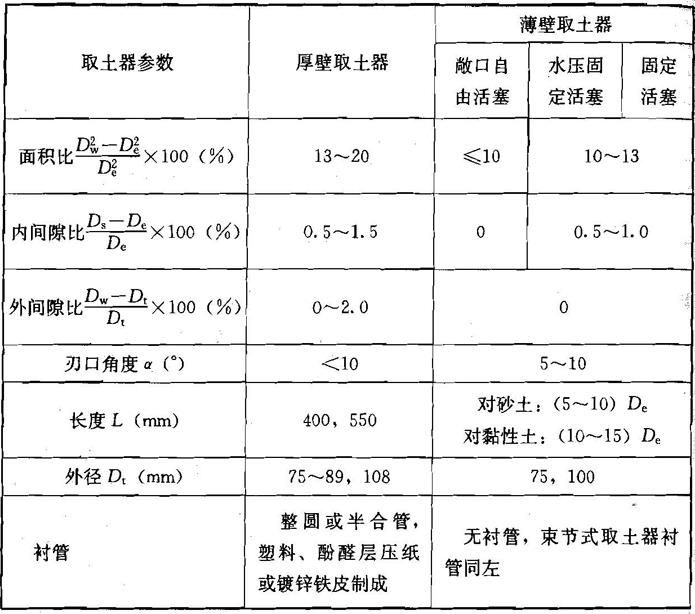 取土器参数
厚壁取土器
薄壁取土器
敞口自
由活塞
水压固
定活塞
固定
活塞
面积比 (D_w^2−D_e^2)/D_e^2 ×100（%）
13～20
≤10
10～13
内间隙比 (D_s−D_e)/D_e ×100（%）
0.5～1.5
0
0.5～1.0
外间隙比 (D_w−D_t)/D_t ×100（%）
0～2.0
0
刃口角度 α（°）
<10
5～10
长度 L（mm）
400，550
对砂土：（5～10）D_e
对黏性土：（10～15）D_e
外径 D_t（mm）
75～89，108
75，100
衬管
整圆或半合管，
塑料、酚醛层压纸
或镀锌铁皮制成
无衬管，束节式取土器衬
管同左